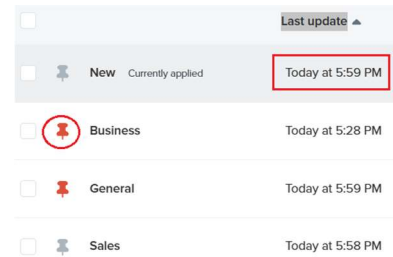 Last update
New Currently applied Today at 5:59 PM
Business Today at 5:28 PM
General Today at 5:59 PM
Sales Today at 5:58 PM